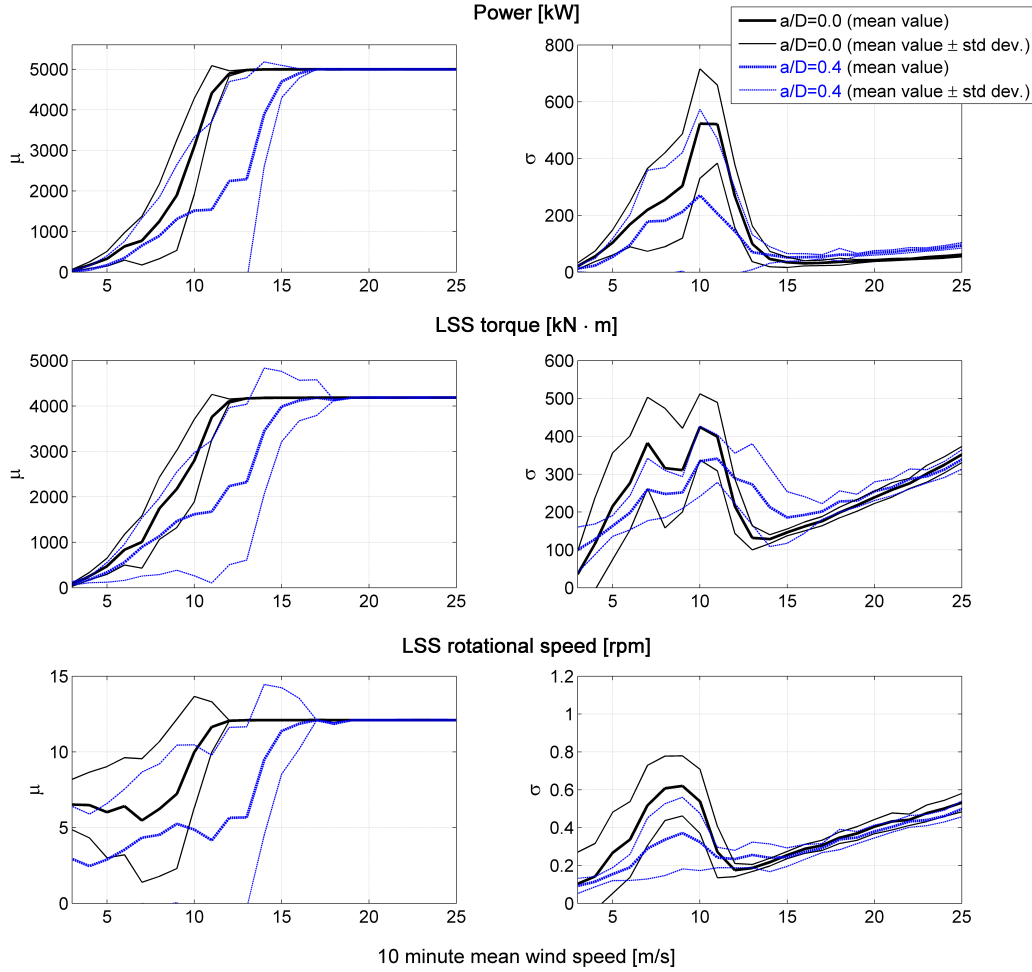 Power [kW]
a/D=0.0 (mean value)
a/D=0.0 (mean value ± std dev.)
a/D=0.4 (mean value)
a/D=0.4 (mean value ± std dev.)
μ
5000
4000
3000
2000
1000
0
5 10 15 20 25
σ
800
600
400
200
0
5 10 15 20 25
LSS torque [kN · m]
μ
5000
4000
3000
2000
1000
0
5 10 15 20 25
σ
600
500
400
300
200
100
0
5 10 15 20 25
LSS rotational speed [rpm]
μ
15
10
5
0
5 10 15 20 25
σ
1.2
1
0.8
0.6
0.4
0.2
0
5 10 15 20 25
10 minute mean wind speed [m/s]